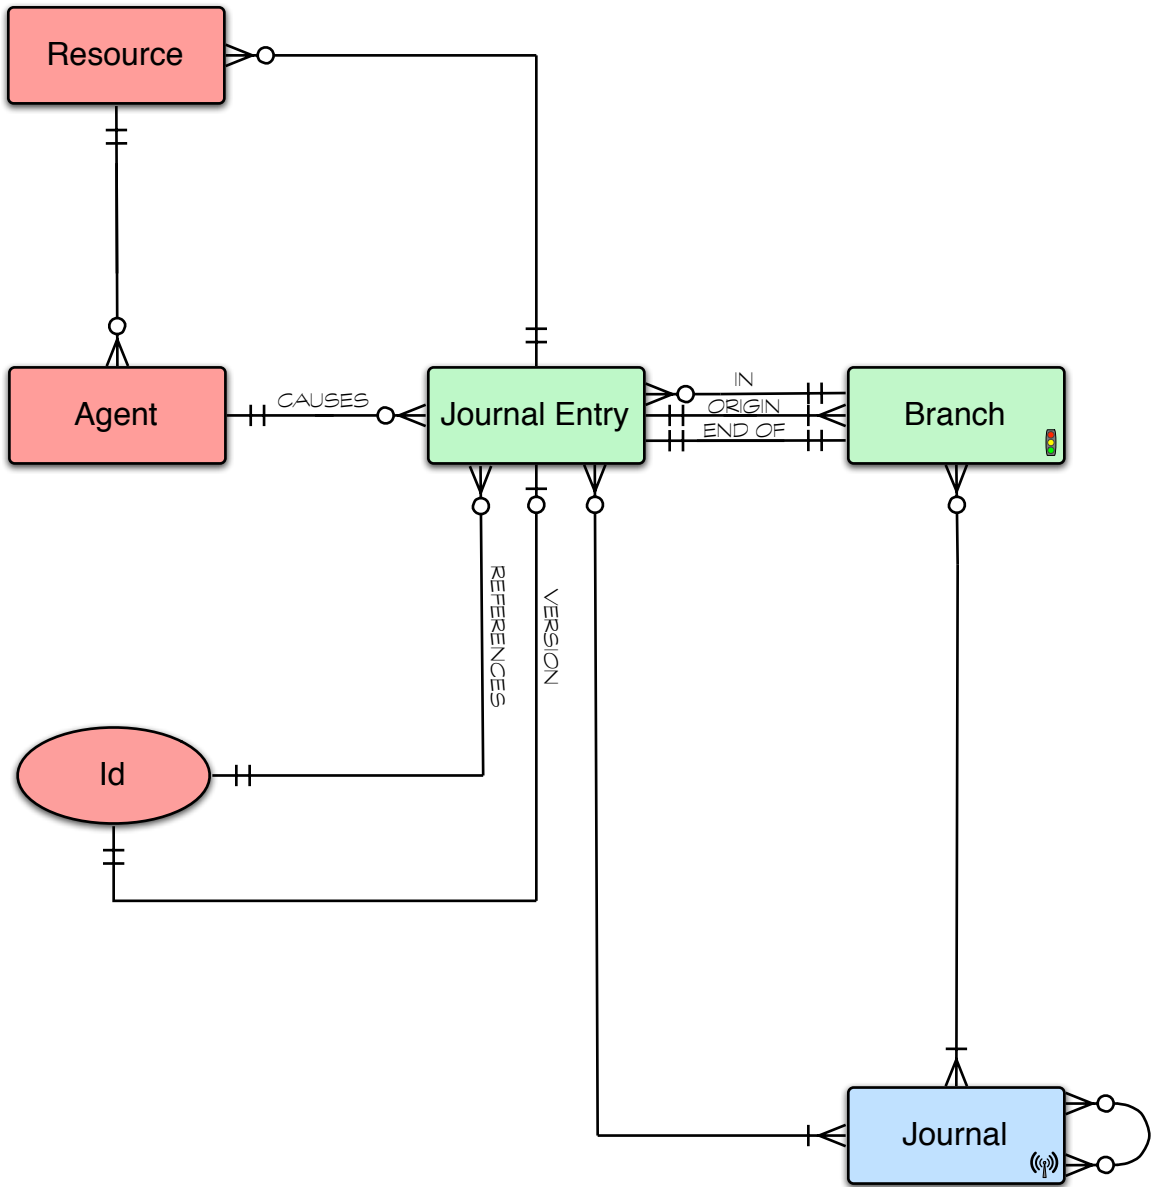 Resource
Agent
CAUSES
Journal Entry
IN
ORIGIN
END OF
Branch
REFERENCES
VERSION
Id
Journal